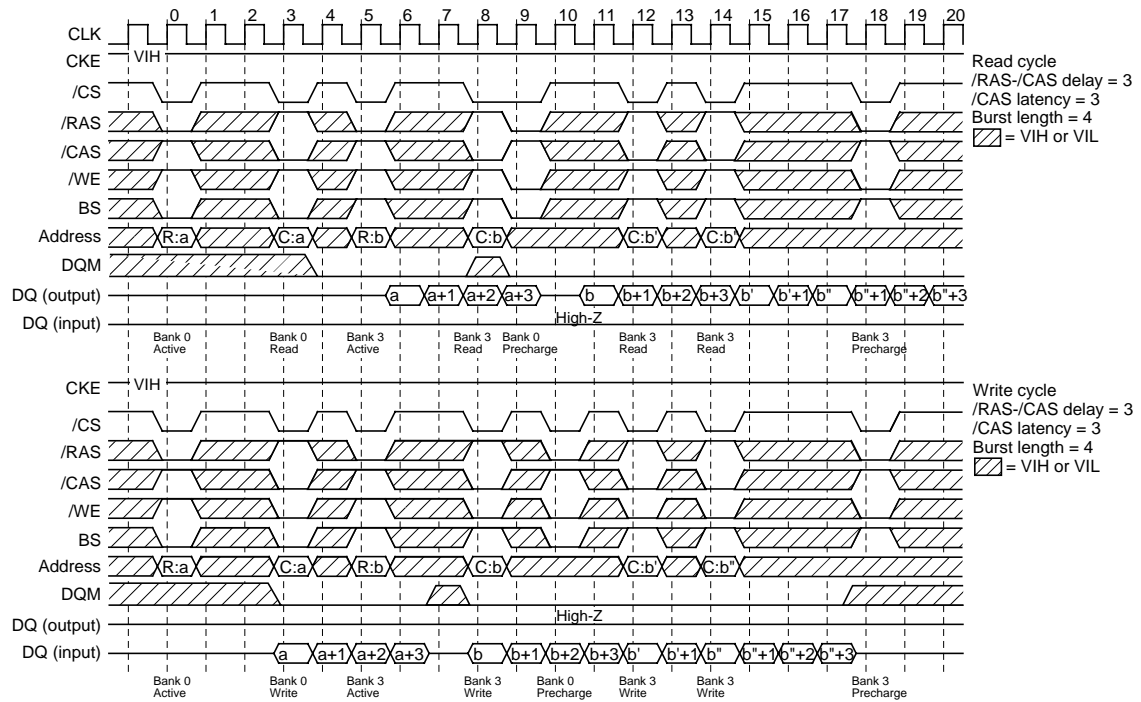 0 1 2 3 4 5 6 7 8 9 10 11 12 13 14 15 16 17 18 19 20
CLK
CKE VIH
/CS
/RAS
/CAS
/WE
BS
Address R:a C:a R:b C:b C:b' C:b"
DQM
DQ (output) a a+1 a+2 a+3 b b+1 b+2 b+3 b' b'+1 b" b"+1 b"+2 b"+3
DQ (input) High-Z
Bank 0 Active
Bank 0 Read
Bank 3 Active
Bank 3 Read
Bank 0 Precharge
Bank 3 Read
Bank 3 Read
Bank 3 Precharge
Read cycle
/RAS-/CAS delay = 3
/CAS latency = 3
Burst length = 4
= VIH or VIL
CKE VIH
/CS
/RAS
/CAS
/WE
BS
Address R:a C:a R:b C:b C:b' C:b"
DQM
DQ (output) High-Z
DQ (input) a a+1 a+2 a+3 b b+1 b+2 b+3 b' b'+1 b" b"+1 b"+2 b"+3
Bank 0 Active
Bank 0 Write
Bank 3 Active
Bank 3 Write
Bank 0 Precharge
Bank 3 Write
Bank 3 Write
Bank 3 Precharge
Write cycle
/RAS-/CAS delay = 3
/CAS latency = 3
Burst length = 4
= VIH or VIL